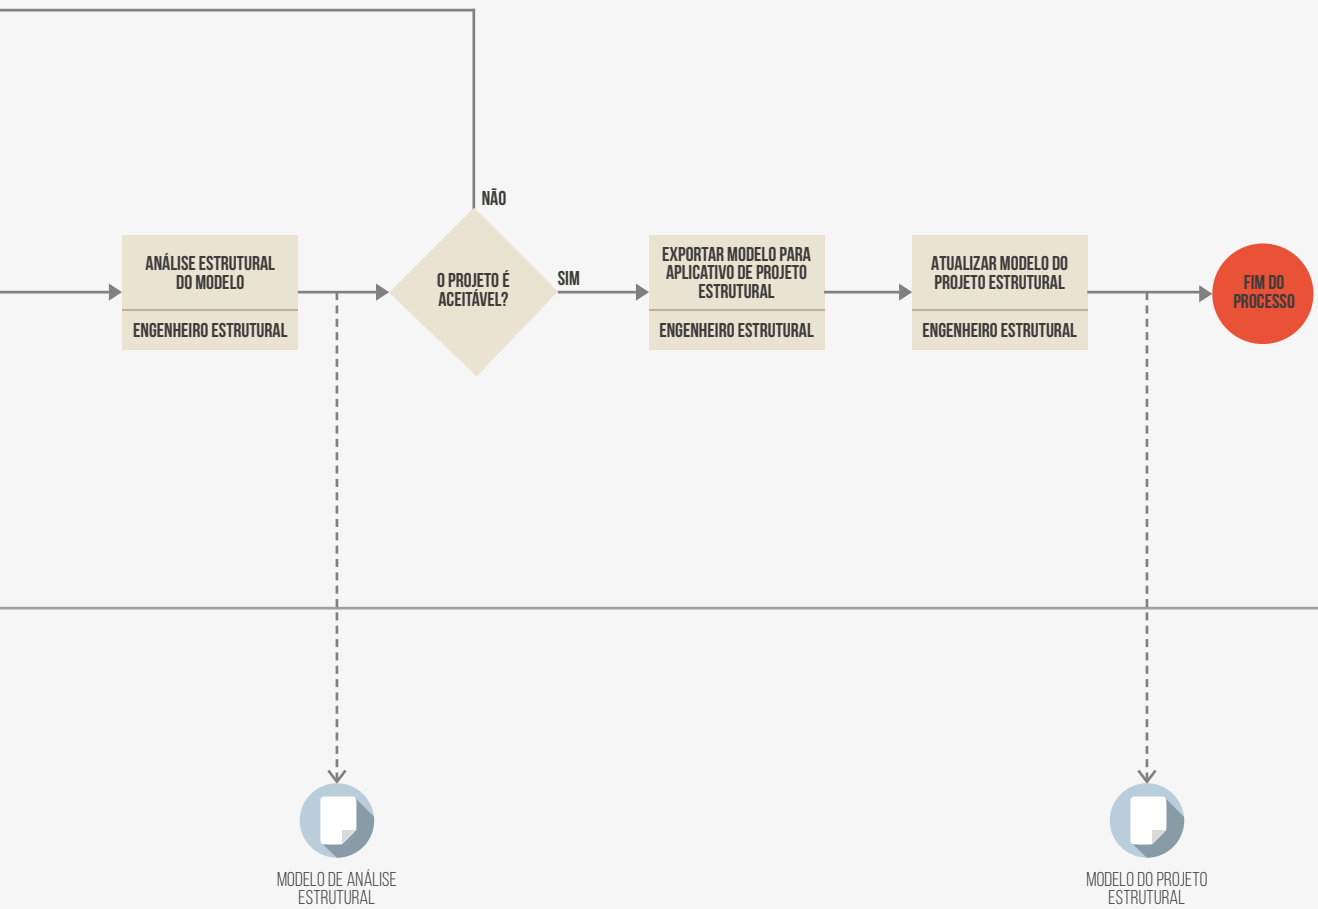 NÃO
ANÁLISE ESTRUTURAL
DO MODELO
ENGENHEIRO ESTRUTURAL
O PROJETO É
ACEITÁVEL?
SIM
EXPORTAR MODELO PARA
APLICATIVO DE PROJETO
ESTRUTURAL
ENGENHEIRO ESTRUTURAL
ATUALIZAR MODELO DO
PROJETO ESTRUTURAL
ENGENHEIRO ESTRUTURAL
FIM DO
PROCESSO
MODELO DE ANÁLISE
ESTRUTURAL
MODELO DO PROJETO
ESTRUTURAL